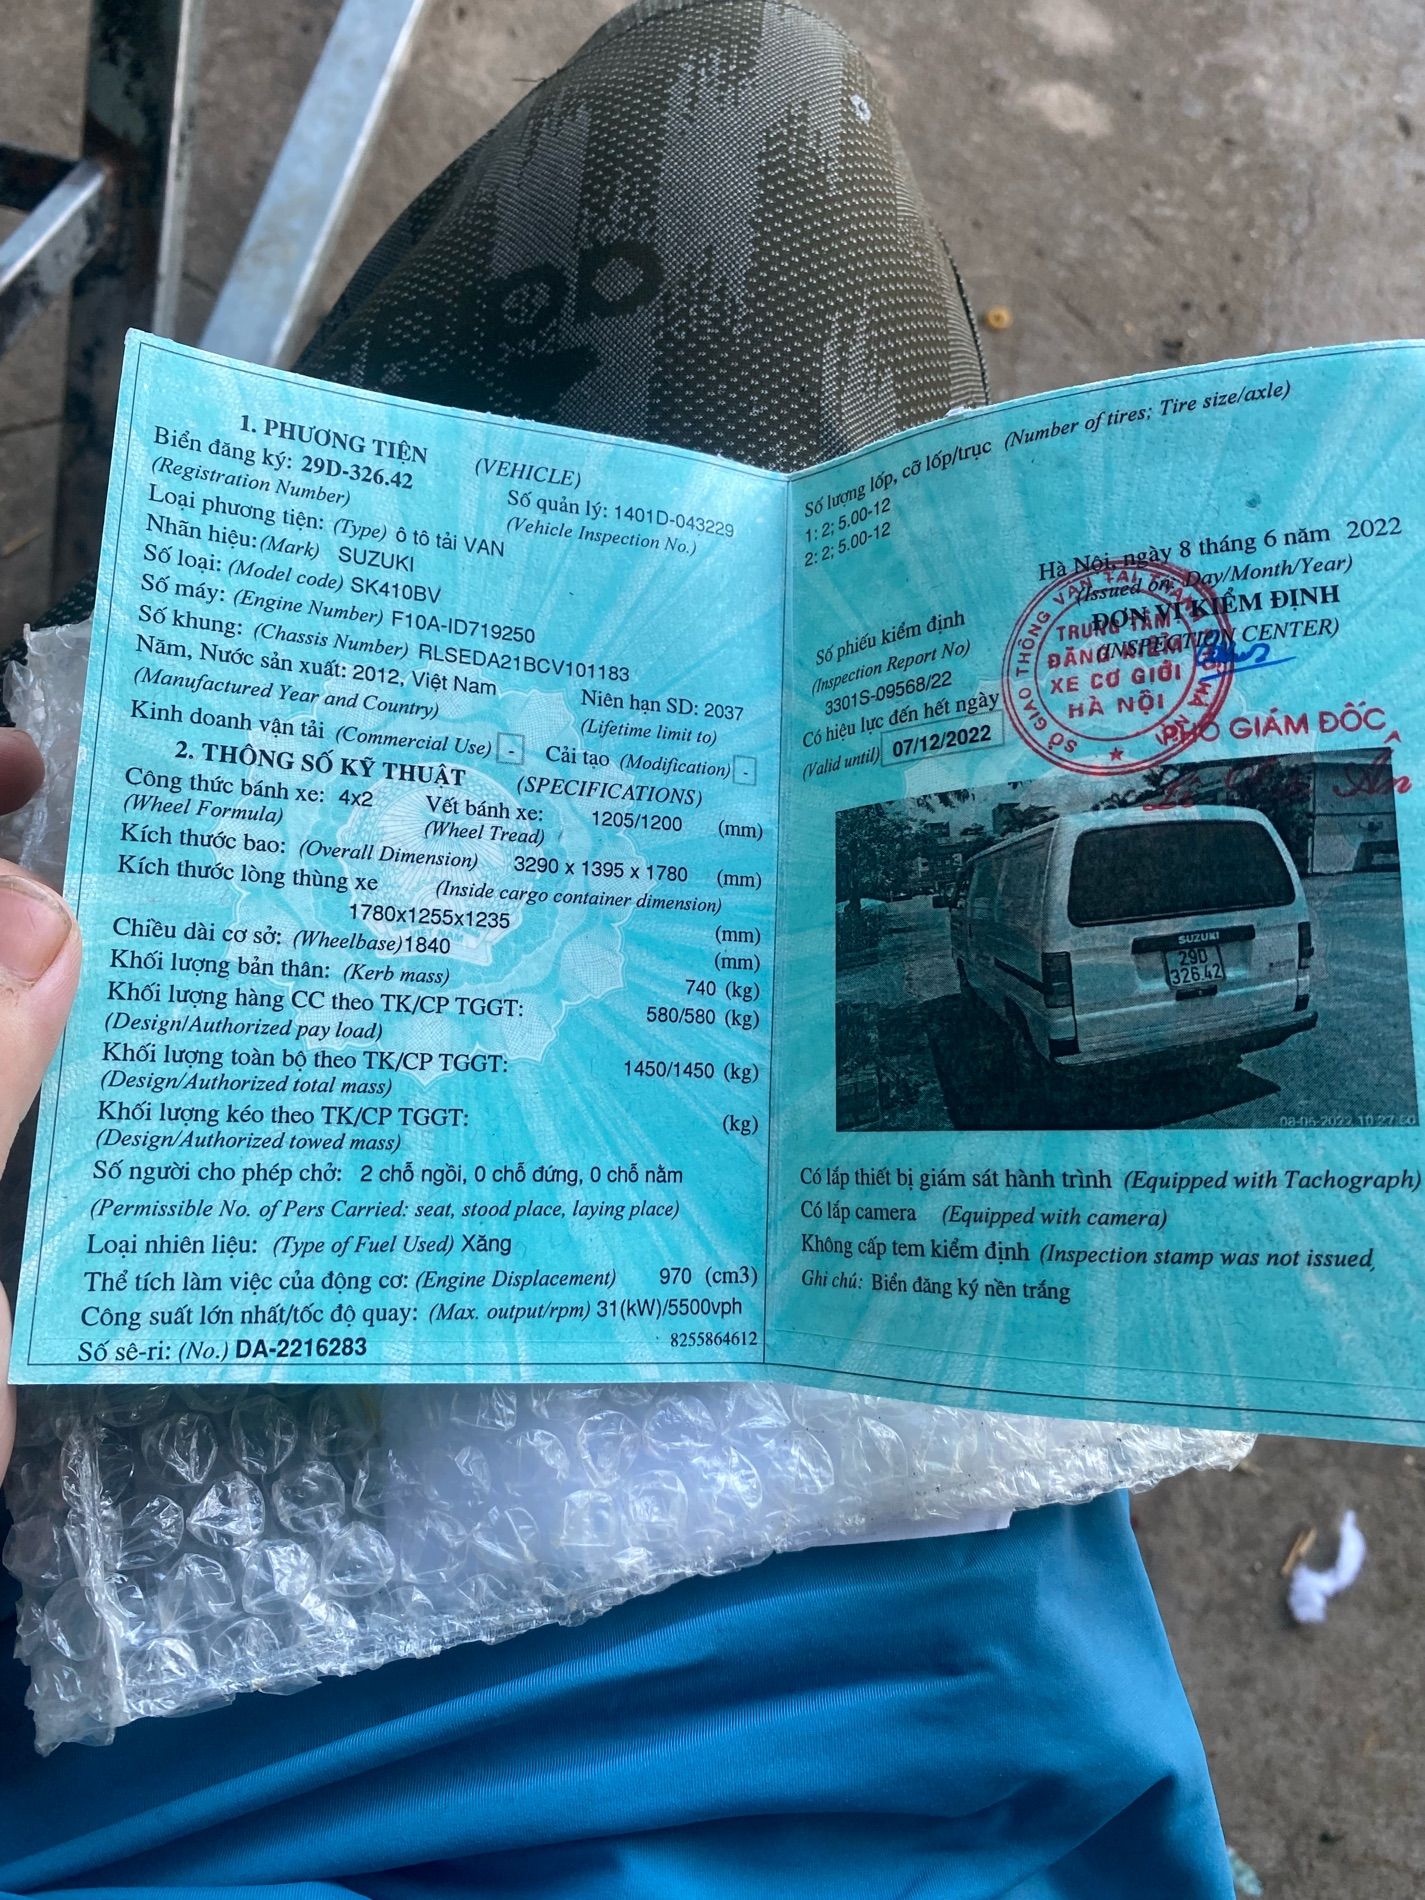 1. PHƯƠNG TIỆN (VEHICLE)
Biển đăng ký: 29D-326.42 Số quản lý: 1401D-043229
(Registration Number) (Vehicle Inspection No.)
Loại phương tiện: (Type) ô tô tải VAN
Nhãn hiệu: (Mark) SUZUKI
Số loại: (Model code) SK410BV
Số máy: (Engine Number) F10A-ID719250
Số khung: (Chassis Number) RLSEDA21BCV101183
Năm, Nước sản xuất: 2012, Việt Nam Niên hạn SD: 2037
(Manufactured Year and Country) (Lifetime limit to)
Kinh doanh vận tải (Commercial Use) - Cải tạo (Modification) -
2. THÔNG SỐ KỸ THUẬT (SPECIFICATIONS)
Công thức bánh xe: 4x2 Vết bánh xe: 1205/1200 (mm)
(Wheel Formula) (Wheel Tread)
Kích thước bao: (Overall Dimension) 3290 x 1395 x 1780 (mm)
Kích thước lòng thùng xe (Inside cargo container dimension)
1780x1255x1235 (mm)
Chiều dài cơ sở: (Wheelbase) 1840 (mm)
Khối lượng bản thân: (Kerb mass) 740 (kg)
Khối lượng hàng CC theo TK/CP TGGT: 580/580 (kg)
(Design/Authorized pay load)
Khối lượng toàn bộ theo TK/CP TGGT: 1450/1450 (kg)
(Design/Authorized total mass)
Khối lượng kéo theo TK/CP TGGT: (kg)
(Design/Authorized towed mass)
Số người cho phép chở: 2 chỗ ngồi, 0 chỗ đứng, 0 chỗ nằm
(Permissible No. of Pers Carried: seat, stood place, laying place)
Loại nhiên liệu: (Type of Fuel Used) Xăng
Thể tích làm việc của động cơ: (Engine Displacement) 970 (cm3)
Công suất lớn nhất/tốc độ quay: (Max. output/rpm) 31(kW)/5500vph
Số sê-ri: (No.) DA-2216283 8255864612
Số lượng lốp, cỡ lốp/trục (Number of tires; Tire size/axle)
1: 2; 5.00-12
2: 2; 5.00-12
Hà Nội, ngày 8 tháng 6 năm 2022
(Issued on: Day/Month/Year)
ĐƠN VỊ KIỂM ĐỊNH
(INSPECTION CENTER)
SỞ GIAO THÔNG VẬN TẢI
TRUNG TÂM
ĐĂNG KIỂM
XE CƠ GIỚI
HÀ NỘI
Số phiếu kiểm định
(Inspection Report No)
3301S-09568/22
Có hiệu lực đến hết ngày
(Valid until) 07/12/2022
PHÓ GIÁM ĐỐC
SUZUKI
29D
326.42
08-06-2022 10:27:50
Có lắp thiết bị giám sát hành trình (Equipped with Tachograph)
Có lắp camera (Equipped with camera)
Không cấp tem kiểm định (Inspection stamp was not issued,
Ghi chú: Biển đăng ký nền trắng